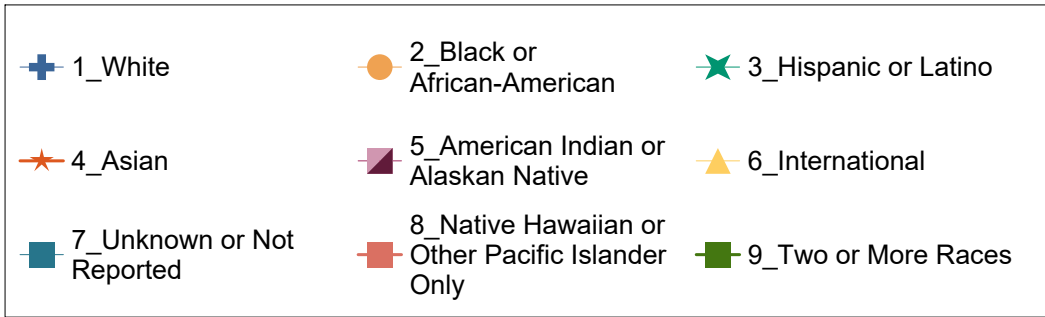 1_White
2_Black or
African-American
3_Hispanic or Latino
4_Asian
5_American Indian or
Alaskan Native
6_International
7_Unknown or Not
Reported
8_Native Hawaiian or
Other Pacific Islander
Only
9_Two or More Races